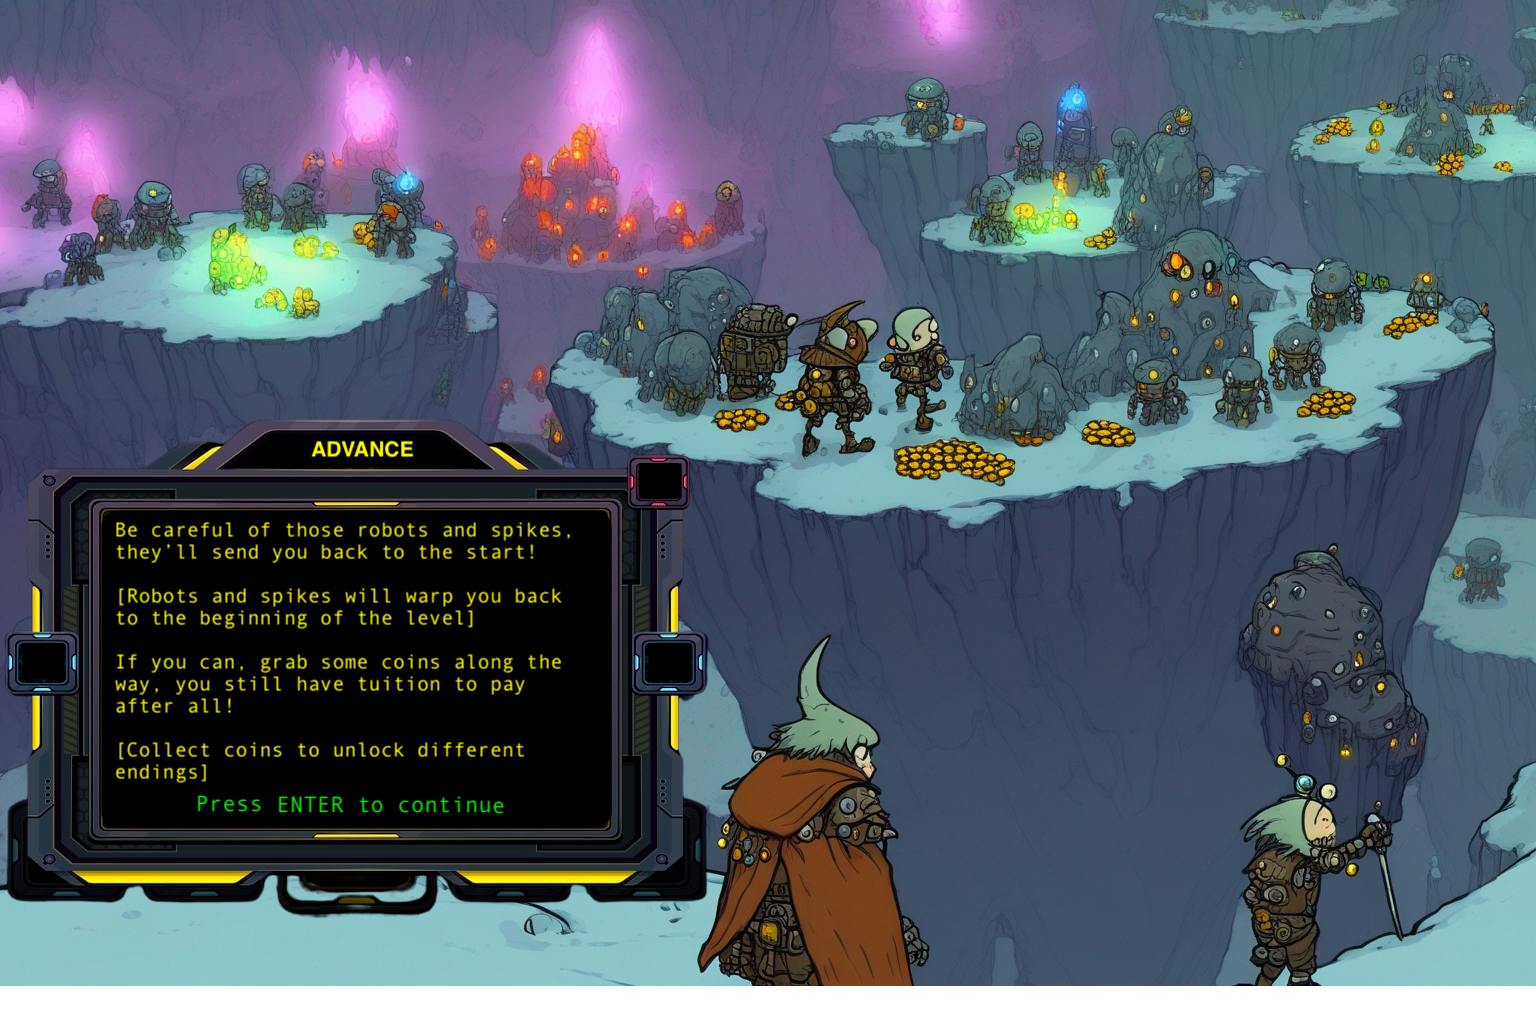 ADVANCE
Be careful of those robots and spikes,
they'll send you back to the start!
[Robots and spikes will warp you back
to the beginning of the level]
If you can, grab some coins along the
way, you still have tuition to pay
after all!
[Collect coins to unlock different
endings]
Press ENTER to continue